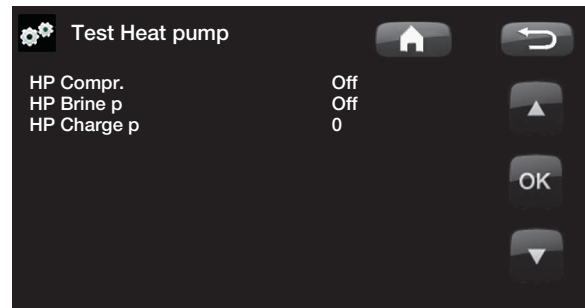 Test Heat pump
HP Compr. Off
HP Brine p Off
HP Charge p 0
OK